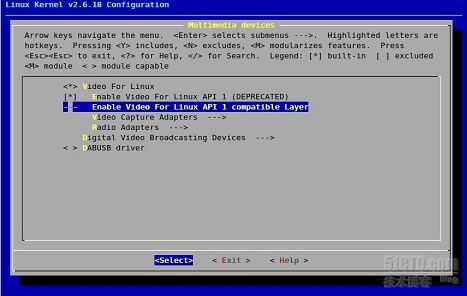 Linux Kernel v2.6.18 Configuration
Multimedia devices
Arrow keys navigate the menu. <Enter> selects submenus --->. Highlighted letters are
hotkeys. Pressing <Y> includes, <N> excludes, <M> modularizes features. Press
<Esc><Esc> to exit, <?> for Help, </> for Search. Legend: [*] built-in [ ] excluded
<M> module < > module capable
<*> Video For Linux
[*] Enable Video For Linux API 1 (DEPRECATED)
-*- Enable Video For Linux API 1 compatible Layer
Video Capture Adapters --->
Radio Adapters --->
Digital Video Broadcasting Devices --->
< > DABUSB driver
<Select> < Exit > < Help >
51CTO.com
技术博客 Blog